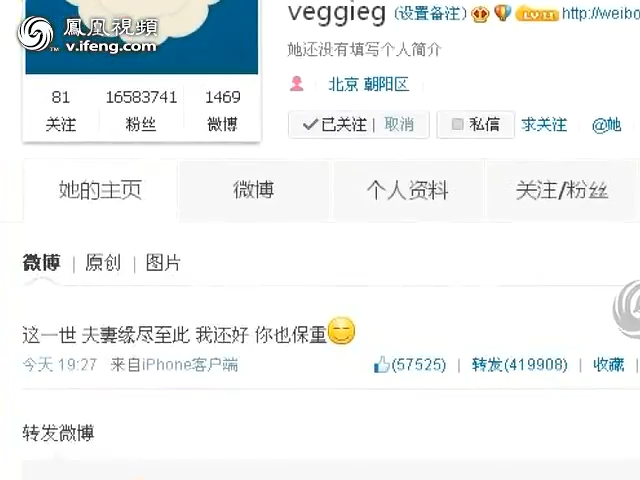 鳳凰視頻
v.ifeng.com
TM
veggieg (设置备注) LV11 http://weibo
她还没有填写个人简介
北京 朝阳区
81 16583741 1469
关注 粉丝 微博
已关注 | 取消 私信 求关注 @她
她的主页 微博 个人资料 关注/粉丝
微博 | 原创 | 图片
这一世 夫妻缘尽至此 我还好 你也保重
今天 19:27 来自iPhone客户端 (57525) | 转发(419908) | 收藏 |
转发微博